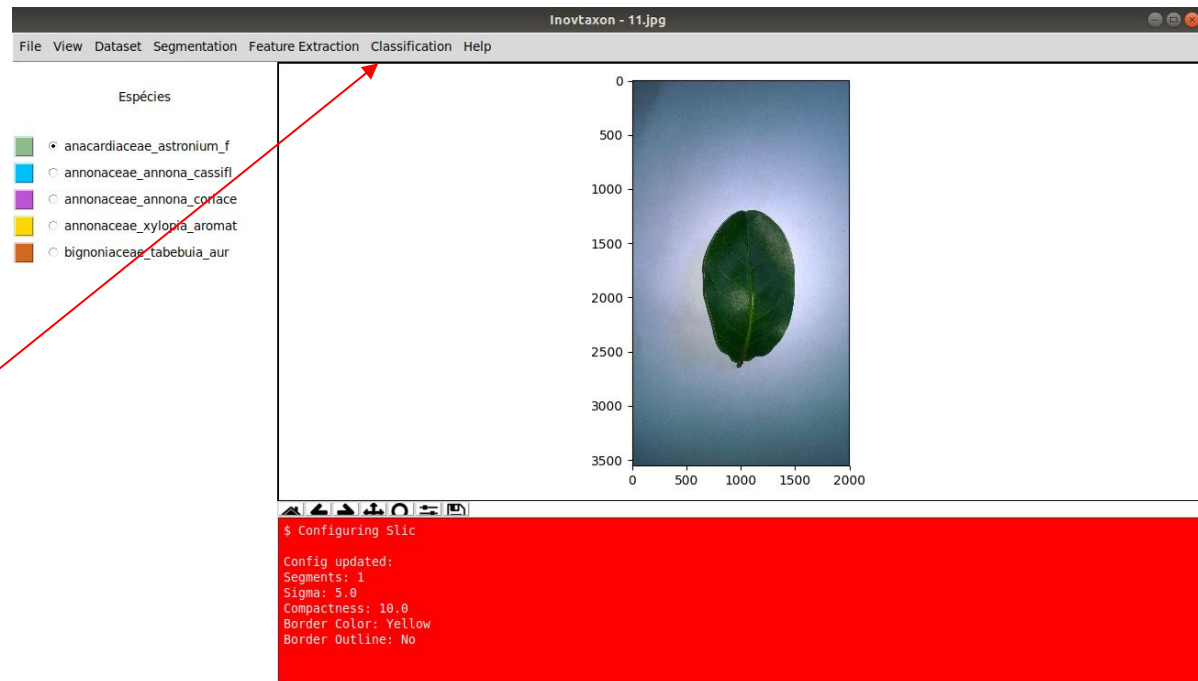 Inovtaxon - 11.jpg
File View Dataset Segmentation Feature Extraction Classification Help
Espécies
anacardiaceae_astronium_f
annonaceae_annona_cassifl
annonaceae_annona_coriace
annonaceae_xylopia_aromat
bignoniaceae_tabebuia_aur
0
500
1000
1500
2000
2500
3000
3500
0 500 1000 1500 2000
$ Configuring Slic
Config updated:
Segments: 1
Sigma: 5.0
Compactness: 10.0
Border Color: Yellow
Border Outline: No